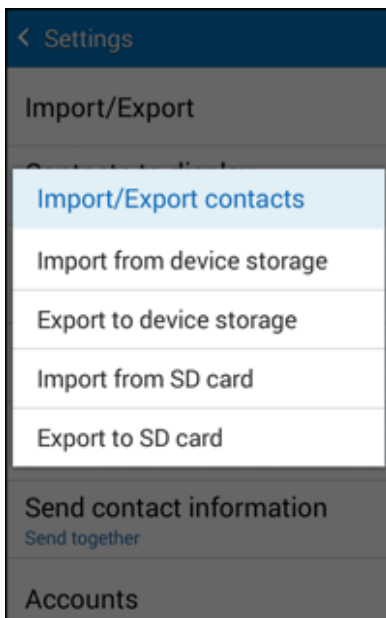 Settings
Import/Export
Import/Export contacts
Import from device storage
Export to device storage
Import from SD card
Export to SD card
Send contact information
Send together
Accounts